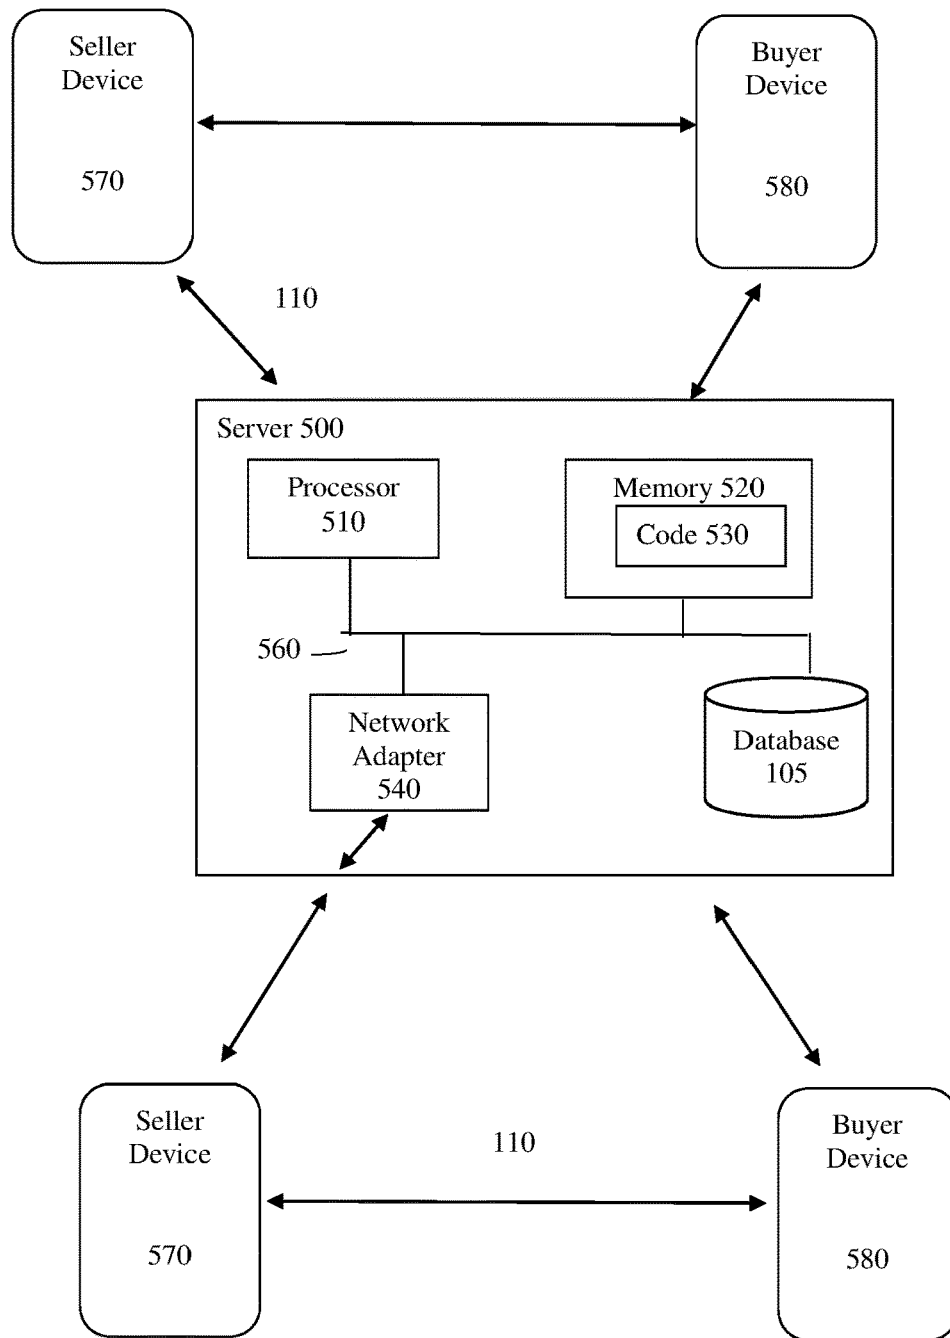 Seller
Device
570
Buyer
Device
580
110
Server 500
Processor
510
Memory 520
Code 530
560
Network
Adapter
540
Database
105
Seller
Device
570
110
Buyer
Device
580